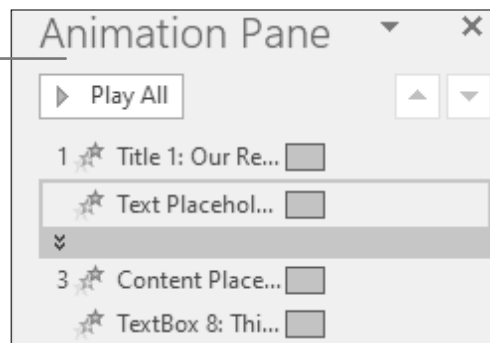 Animation Pane
Play All
1 Title 1: Our Re...
Text Placehol...
3 Content Place...
TextBox 8: Thi...